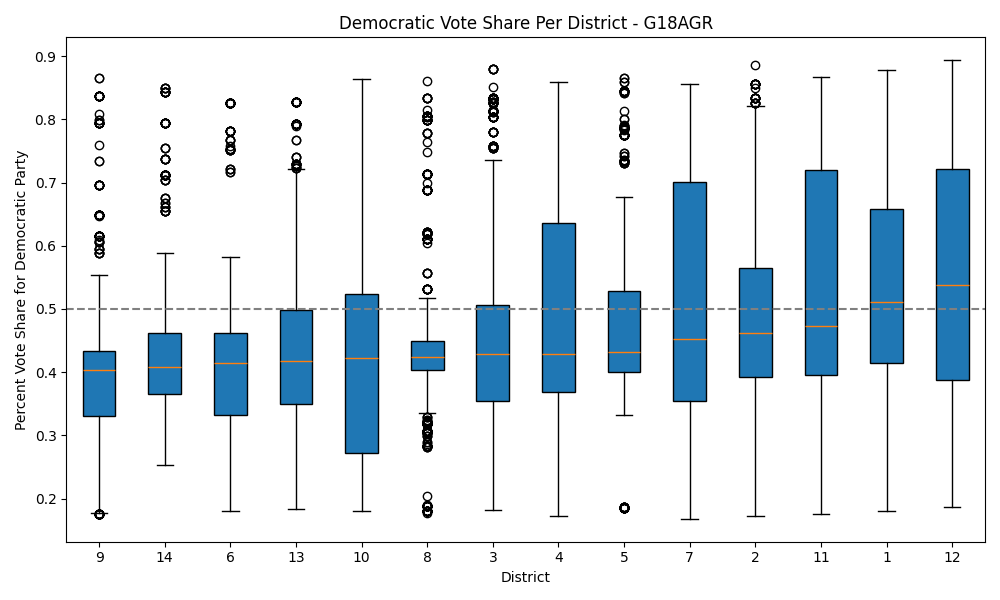 Democratic Vote Share Per District - G18AGR
Percent Vote Share for Democratic Party
0.9
0.8
0.7
0.6
0.5
0.4
0.3
0.2
9 14 6 13 10 8 3 4 5 7 2 11 1 12
District